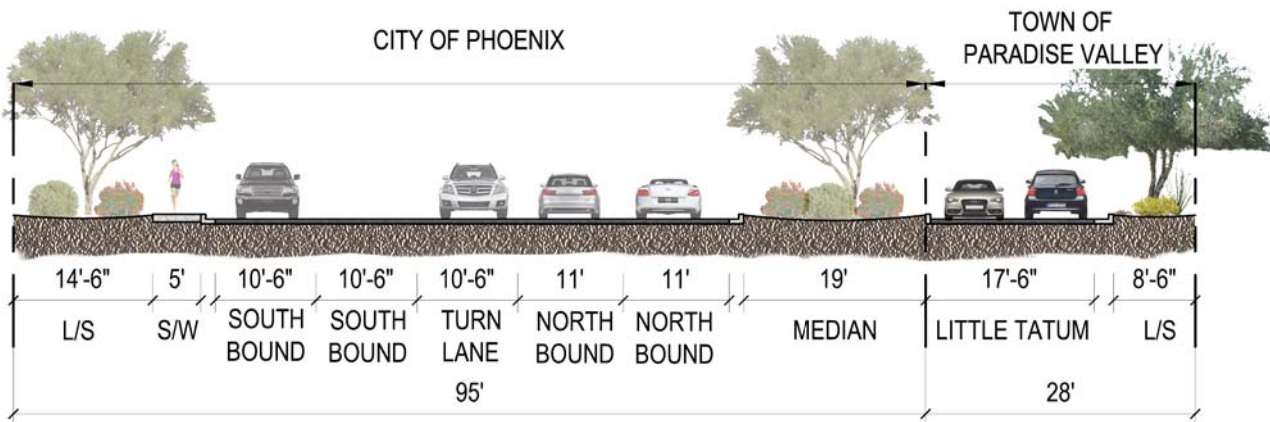 CITY OF PHOENIX
TOWN OF
PARADISE VALLEY
14'-6" 5' 10'-6" 10'-6" 10'-6" 11' 11' 19' 17'-6" 8'-6"
L/S S/W SOUTH SOUTH TURN NORTH NORTH MEDIAN LITTLE TATUM L/S
BOUND BOUND LANE BOUND BOUND
95' 28'